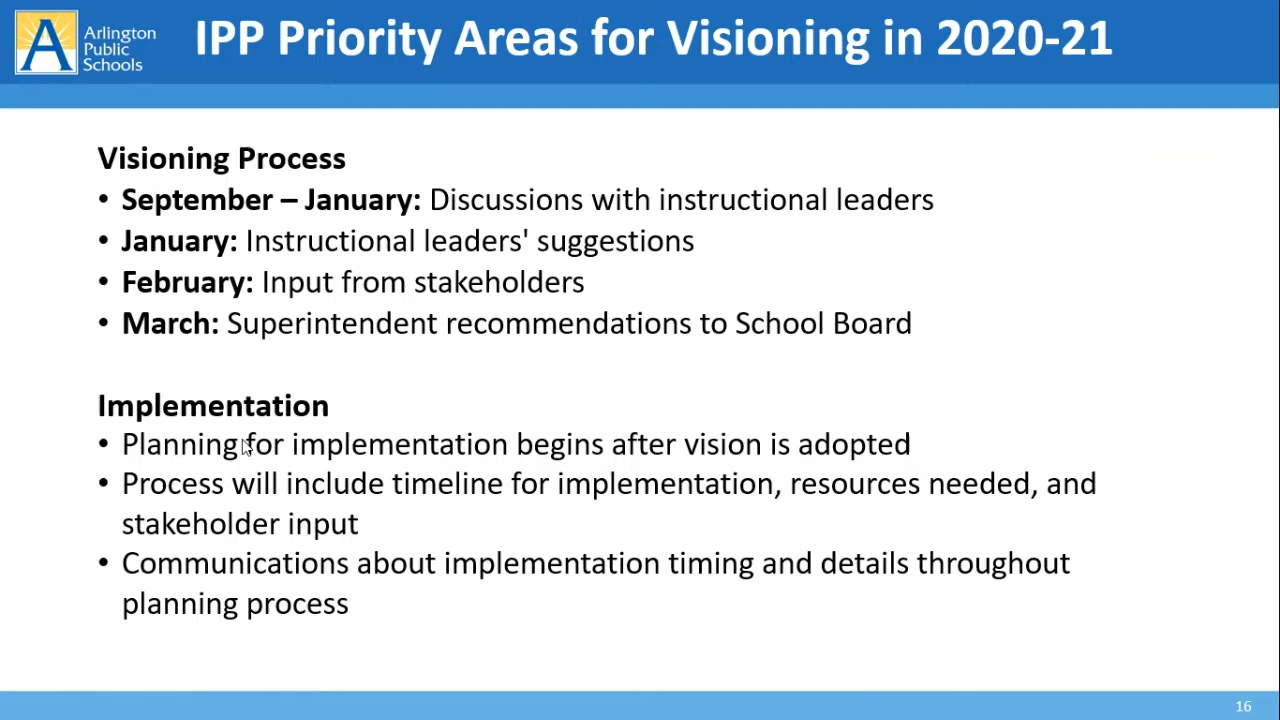 Arlington
Public
Schools
IPP Priority Areas for Visioning in 2020-21
Visioning Process
• September – January: Discussions with instructional leaders
• January: Instructional leaders' suggestions
• February: Input from stakeholders
• March: Superintendent recommendations to School Board
Implementation
• Planning for implementation begins after vision is adopted
• Process will include timeline for implementation, resources needed, and
stakeholder input
• Communications about implementation timing and details throughout
planning process
16